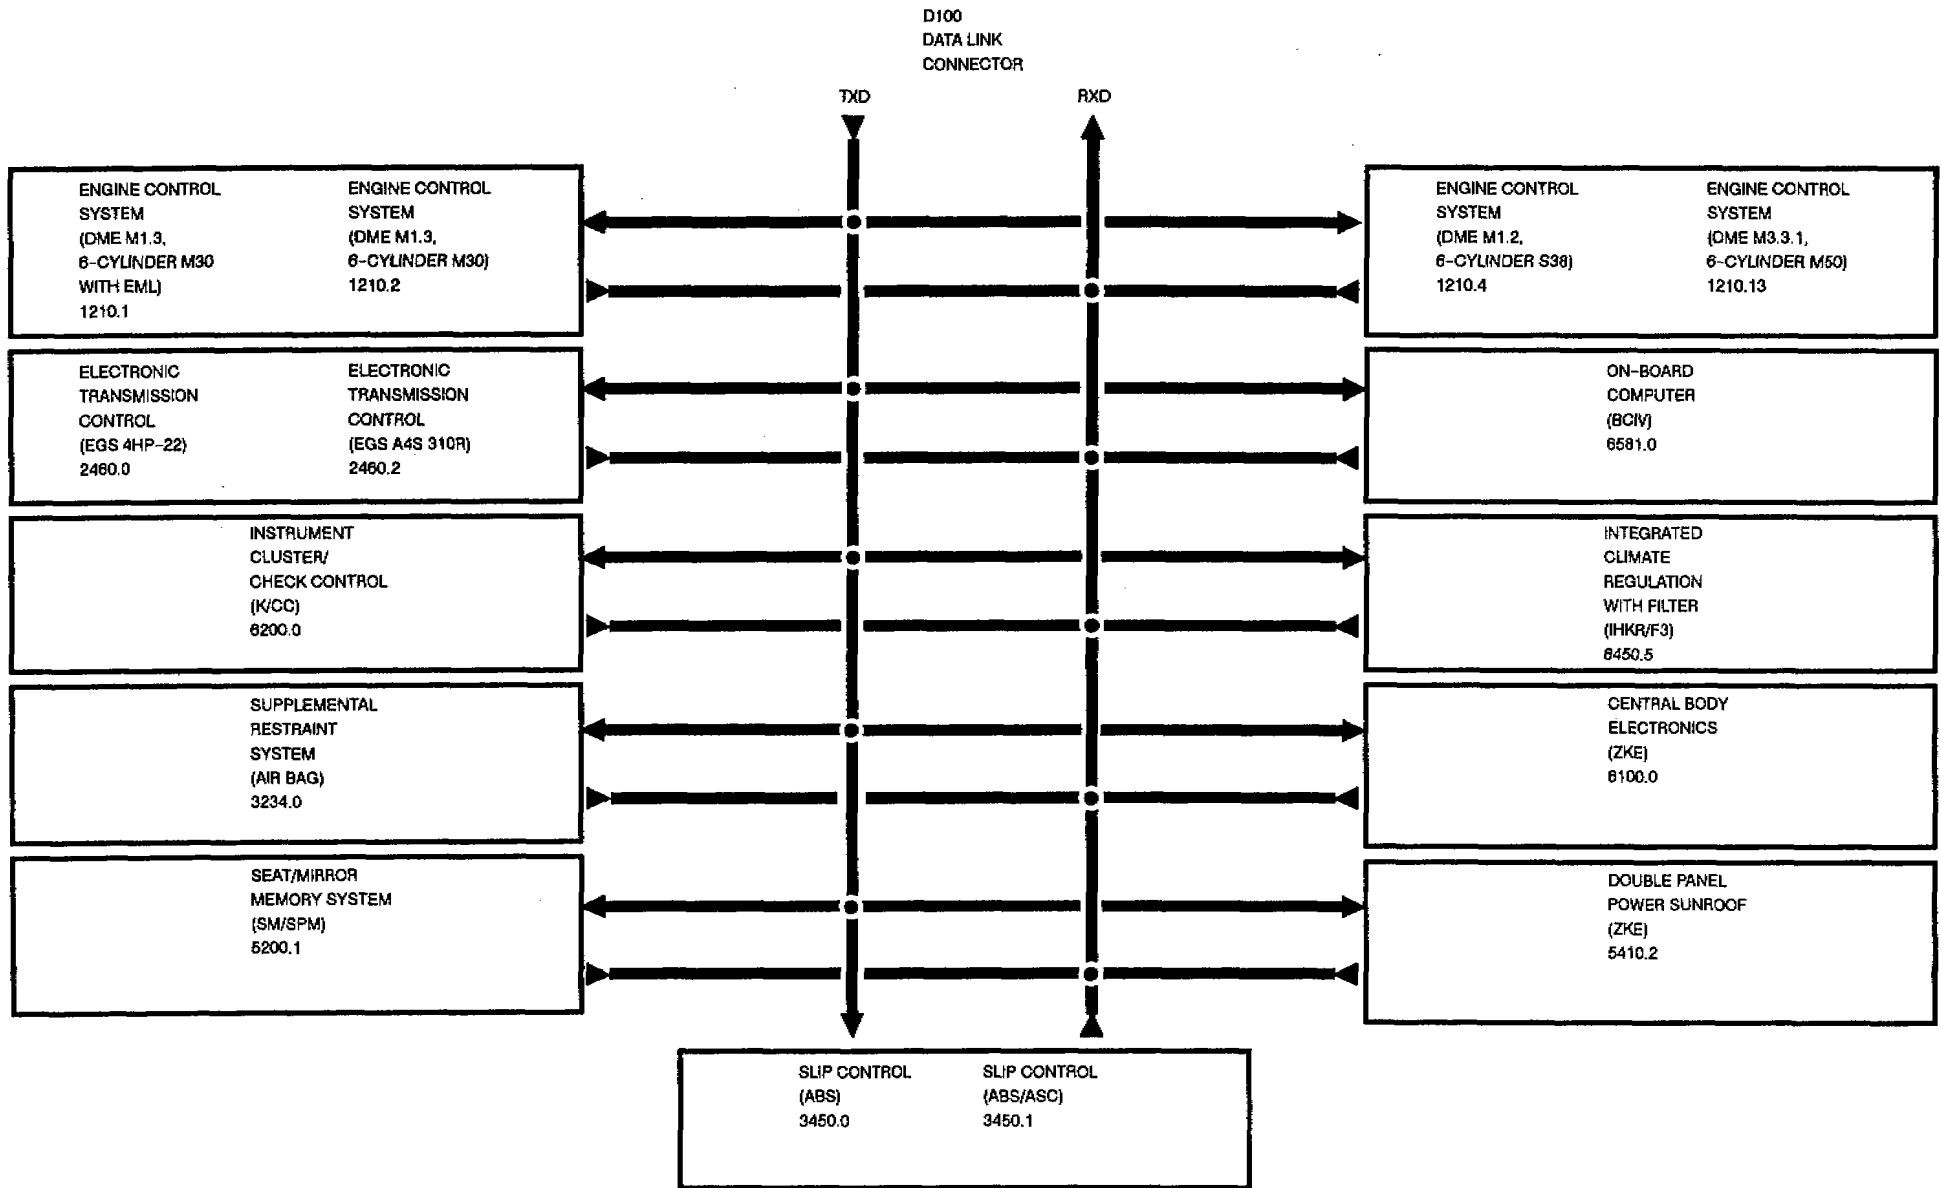 D100
DATA LINK
CONNECTOR
TXD
RXD
ENGINE CONTROL
SYSTEM
(DME M1.3,
6-CYLINDER M30
WITH EML)
1210.1
ENGINE CONTROL
SYSTEM
(DME M1.3,
6-CYLINDER M30)
1210.2
ENGINE CONTROL
SYSTEM
(DME M1.2,
6-CYLINDER S38)
1210.4
ENGINE CONTROL
SYSTEM
(DME M3.3.1,
6-CYLINDER M50)
1210.13
ELECTRONIC
TRANSMISSION
CONTROL
(EGS 4HP-22)
2460.0
ELECTRONIC
TRANSMISSION
CONTROL
(EGS A4S 310R)
2460.2
ON-BOARD
COMPUTER
(BCIV)
6581.0
INSTRUMENT
CLUSTER/
CHECK CONTROL
(K/CC)
6200.0
INTEGRATED
CLIMATE
REGULATION
WITH FILTER
(IHKR/F3)
6450.5
SUPPLEMENTAL
RESTRAINT
SYSTEM
(AIR BAG)
3234.0
CENTRAL BODY
ELECTRONICS
(ZKE)
6100.0
SEAT/MIRROR
MEMORY SYSTEM
(SM/SPM)
5200.1
DOUBLE PANEL
POWER SUNROOF
(ZKE)
5410.2
SLIP CONTROL
(ABS)
3450.0
SLIP CONTROL
(ABS/ASC)
3450.1